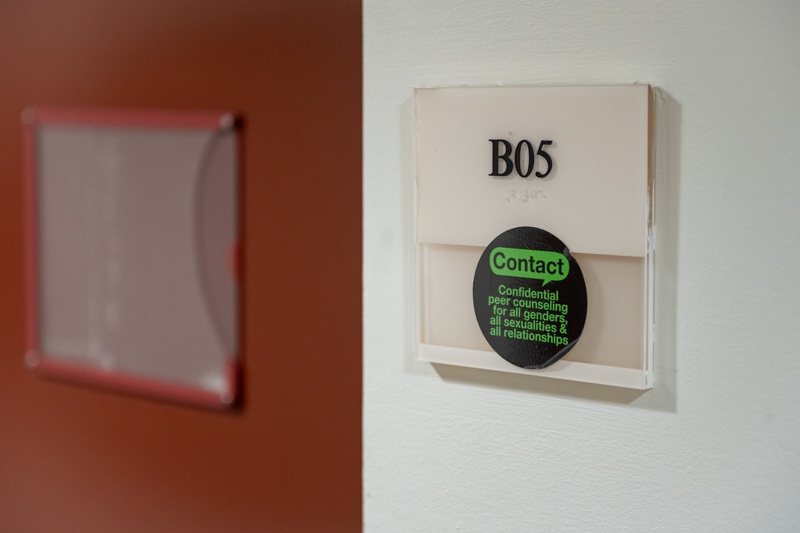 B05
Contact
Confidential
peer counseling
for all genders,
all sexualities &
all relationships